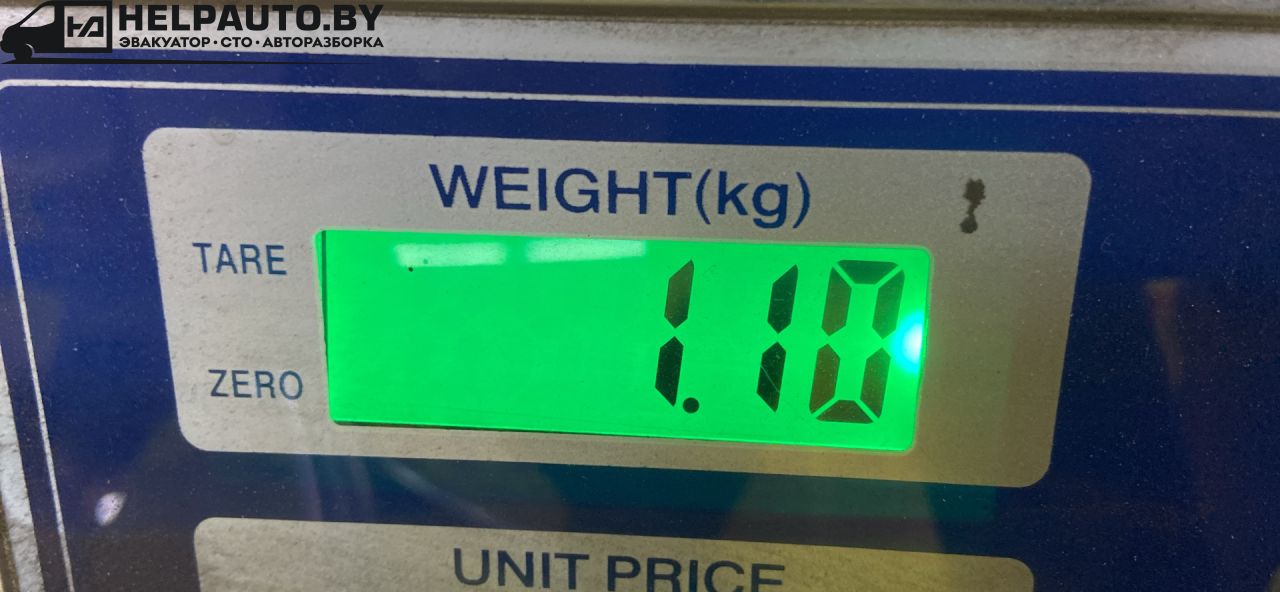 HELPAUTO.BY
ЭВАКУАТОР · СТО · АВТОРАЗБОРКА
WEIGHT(kg)
TARE
1.10
ZERO
UNIT PRICE